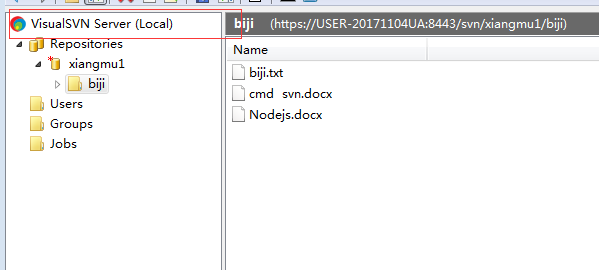 VisualSVN Server (Local)
Repositories
xiangmu1
biji
Users
Groups
Jobs
biji (https://USER-20171104UA:8443/svn/xiangmu1/biji)
Name
biji.txt
cmd svn.docx
Nodejs.docx